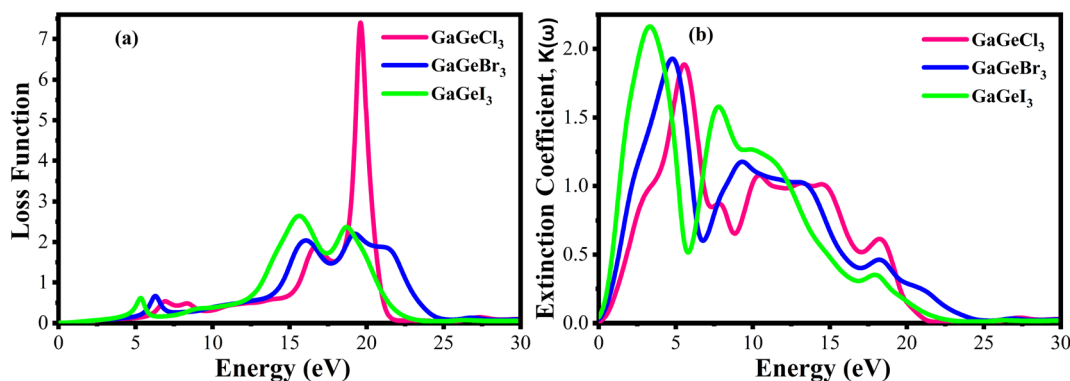 (a)
GaGeCl₃
GaGeBr₃
GaGeI₃
Loss Function
7
6
5
4
3
2
1
0
0 5 10 15 20 25 30
Energy (eV)
(b)
GaGeCl₃
GaGeBr₃
GaGeI₃
Extinction Coefficient, K(ω)
2.0
1.5
1.0
0.5
0.0
0 5 10 15 20 25 30
Energy (eV)